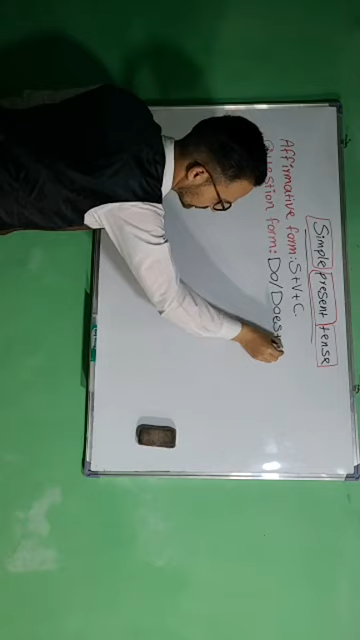 Simple present tense
Affirmative form: S+V+C.
Question form: Do/Does+